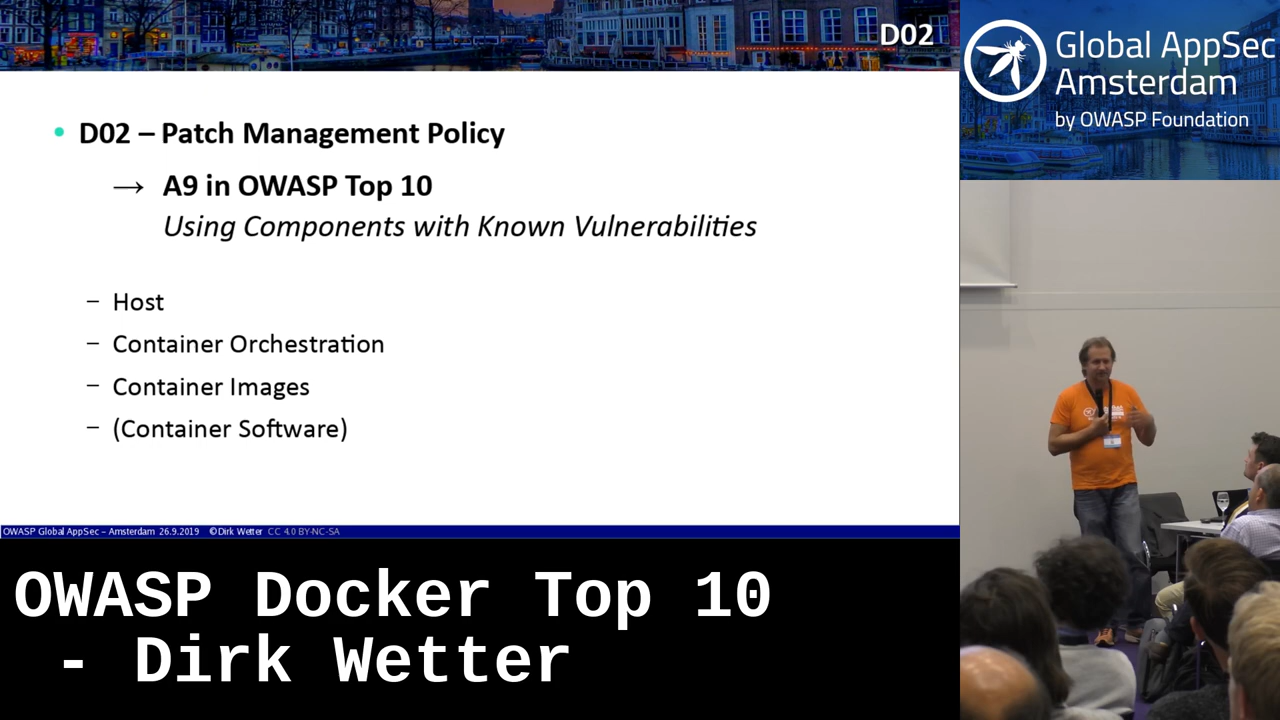 D02
• D02 – Patch Management Policy
→ A9 in OWASP Top 10
Using Components with Known Vulnerabilities
– Host
– Container Orchestration
– Container Images
– (Container Software)
OWASP Global AppSec – Amsterdam 26.9.2019 ©Dirk Wetter CC 4.0 BY-NC-SA
OWASP Docker Top 10
- Dirk Wetter
Global AppSec
Amsterdam
by OWASP Foundation